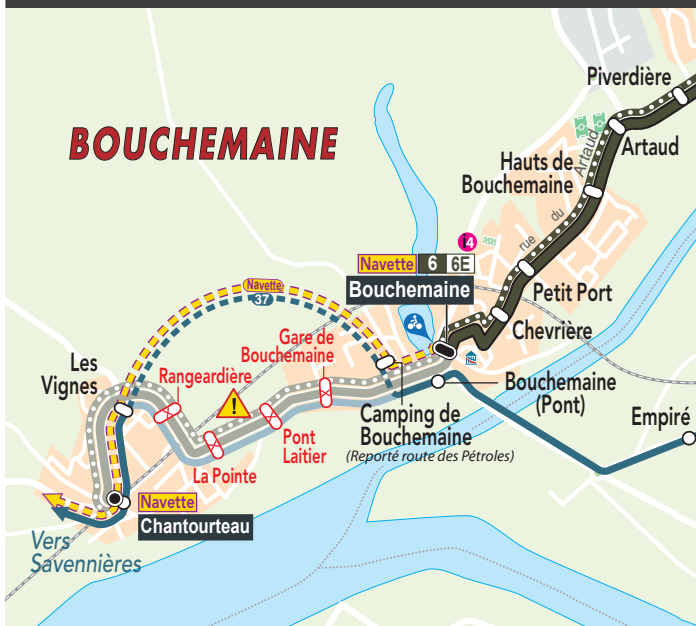 Piverdière
BOUCHEMAINE
Artaud
Artaud
Hauts de
Bouchemaine
du
rue
i4
Navette 6 6E
Bouchemaine
Navette
37
Petit Port
Chevrière
Gare de
Bouchemaine
Les
Vignes
Rangeardière
!
Bouchemaine
(Pont)
Camping de
Bouchemaine
(Reporté route des Pétroles)
Empiré
Pont
Laitier
La Pointe
Navette
Chantourteau
Vers
Savennières